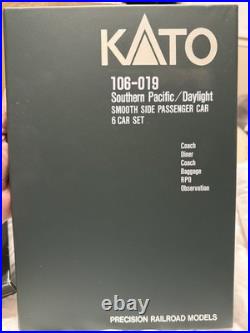 KATO
106-019
Southern Pacific/Daylight
SMOOTH SIDE PASSENGER CAR
6 CAR SET
Coach
Diner
Coach
Baggage
RPO
Observation
PRECISION RAILROAD MODELS